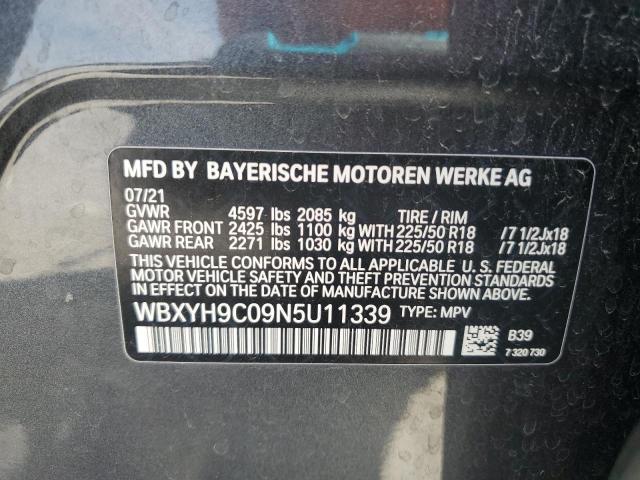 MFD BY BAYERISCHE MOTOREN WERKE AG
07/21
GVWR 4597 lbs 2085 kg TIRE / RIM
GAWR FRONT 2425 lbs 1100 kg WITH 225/50 R18 / 7 1/2Jx18
GAWR REAR 2271 lbs 1030 kg WITH 225/50 R18 / 7 1/2Jx18
THIS VEHICLE CONFORMS TO ALL APPLICABLE U. S. FEDERAL
MOTOR VEHICLE SAFETY AND THEFT PREVENTION STANDARDS
IN EFFECT ON THE DATE OF MANUFACTURE SHOWN ABOVE.
WBXYH9C09N5U11339 TYPE: MPV
B39
7 320 730